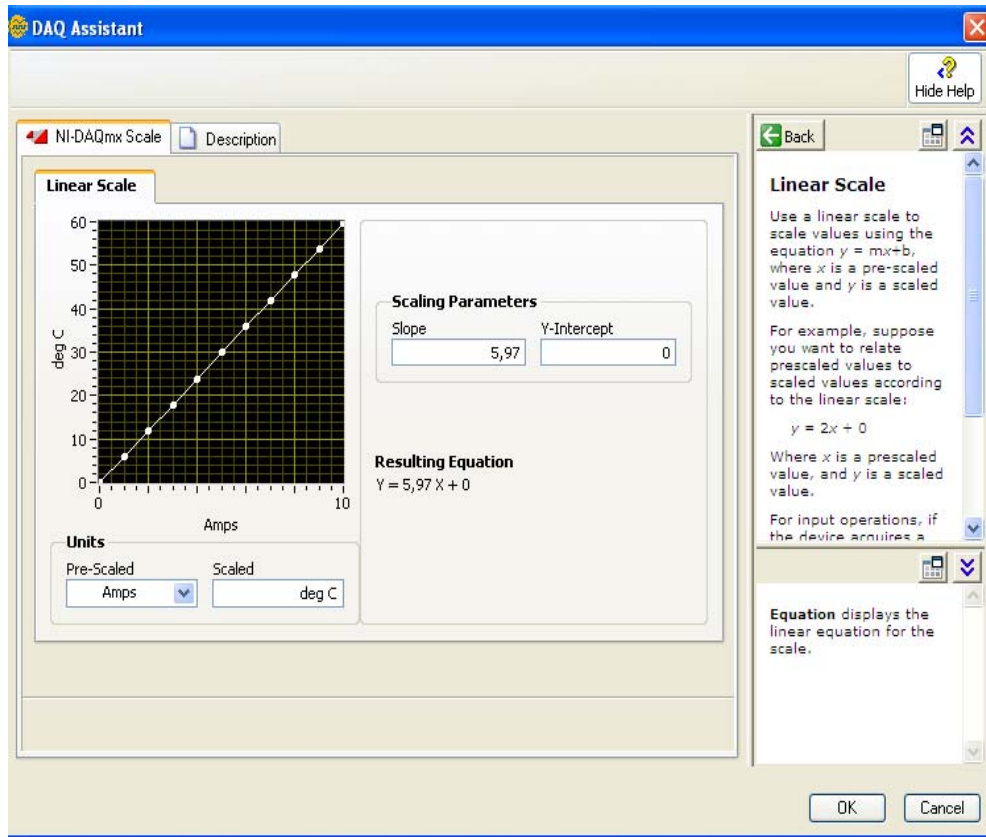 DAQ Assistant
Hide Help
NI-DAQmx Scale
Description
Linear Scale
60
50
40
30
20
10
0
deg C
0
10
Amps
Units
Pre-Scaled
Scaled
Amps
deg C
Scaling Parameters
Slope
Y-Intercept
5,97
0
Resulting Equation
Y = 5,97 X + 0
Back
Linear Scale
Use a linear scale to
scale values using the
equation y = mx+b,
where x is a pre-scaled
value and y is a scaled
value.
For example, suppose
you want to relate
prescaled values to
scaled values according
to the linear scale:
y = 2x + 0
Where x is a prescaled
value, and y is a scaled
value.
For input operations, if
the device acquires a
Equation displays the
linear equation for the
scale.
OK
Cancel